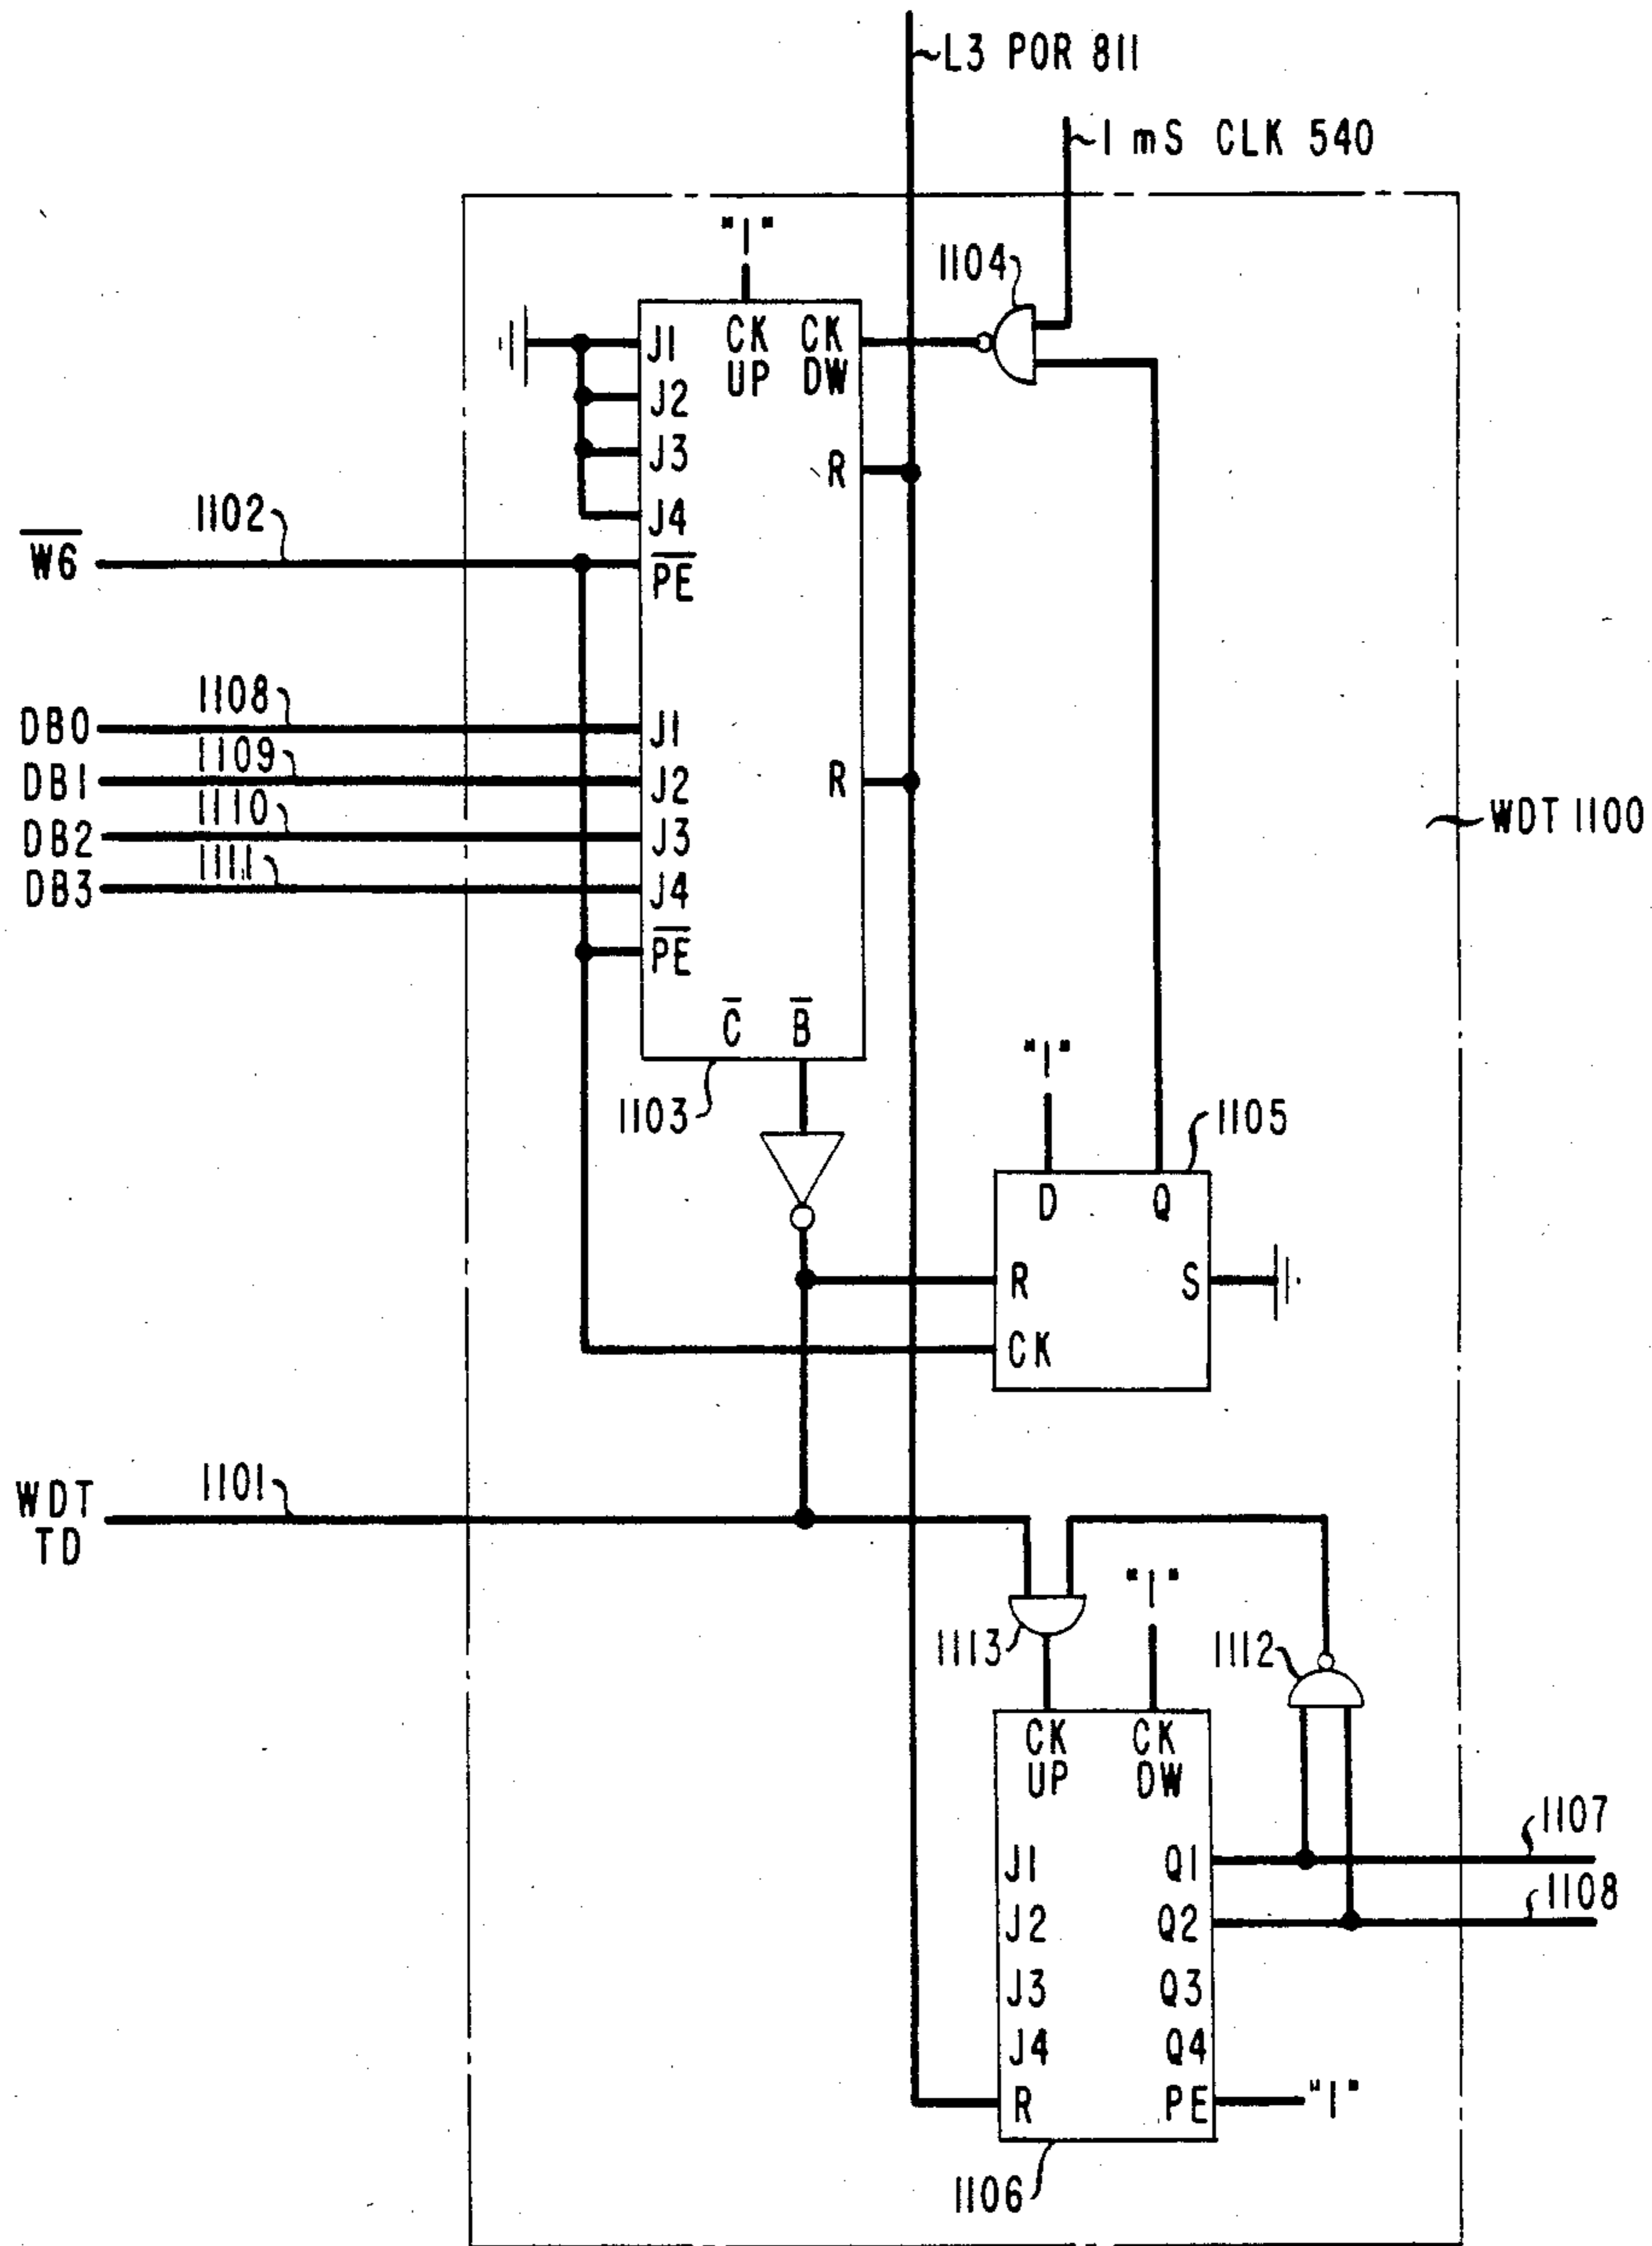 L3 POR 811
1 mS CLK 540
"1"
1104
J1 CK UP CK DW
J2
J3
R
J4
1102
W6
PE
1108
DB0
J1
1109
DB1
J2
R
1110
DB2
J3
WDT 1100
1111
DB3
J4
PE
C B
"1"
1103
1105
D Q
R S
CK
1101
WDT TD
"1"
1113
1112
CK UP CK DW
1107
J1 Q1
1108
J2 Q2
J3 Q3
J4 Q4
R PE "1"
1106